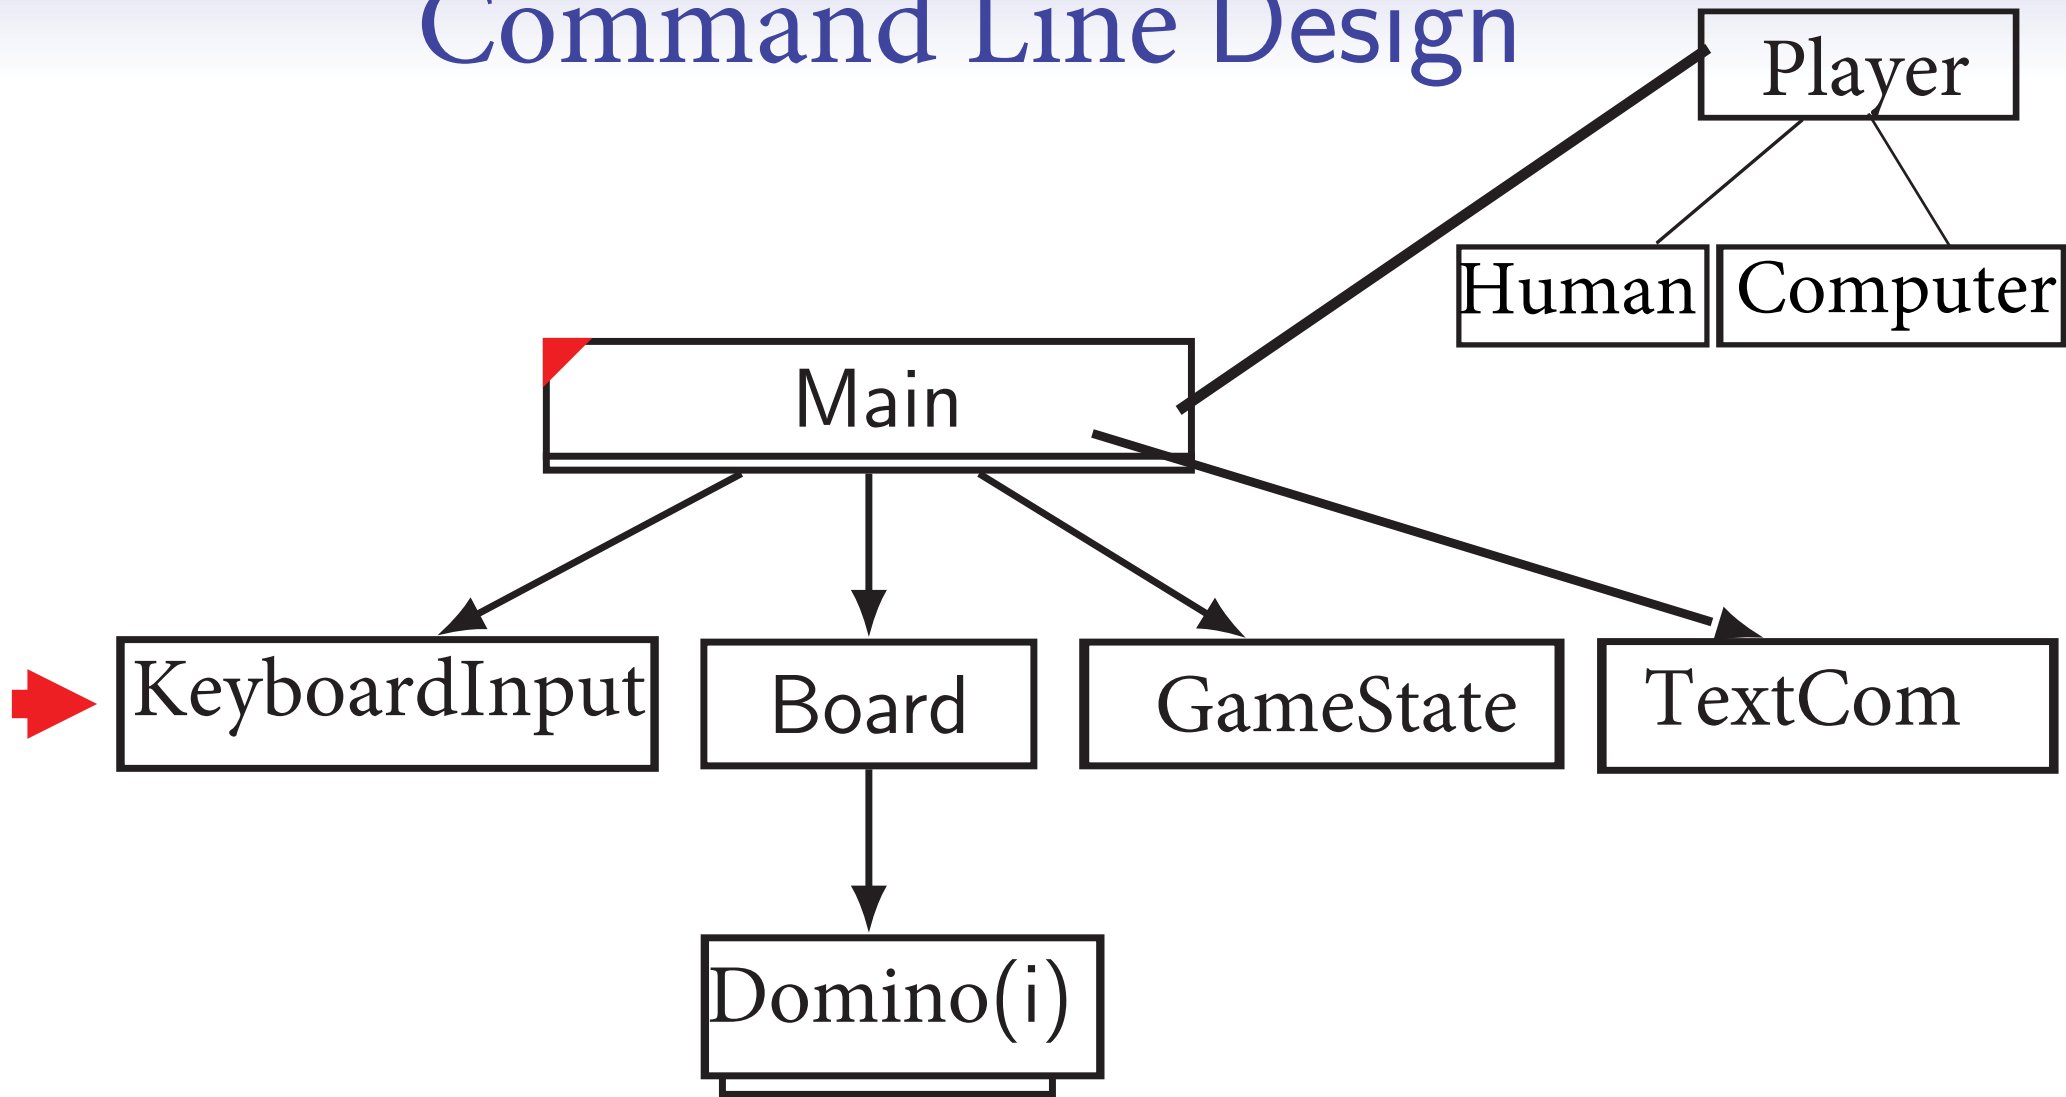 Command Line Design
Player
Human
Computer
Main
KeyboardInput
Board
GameState
TextCom
Domino(i)